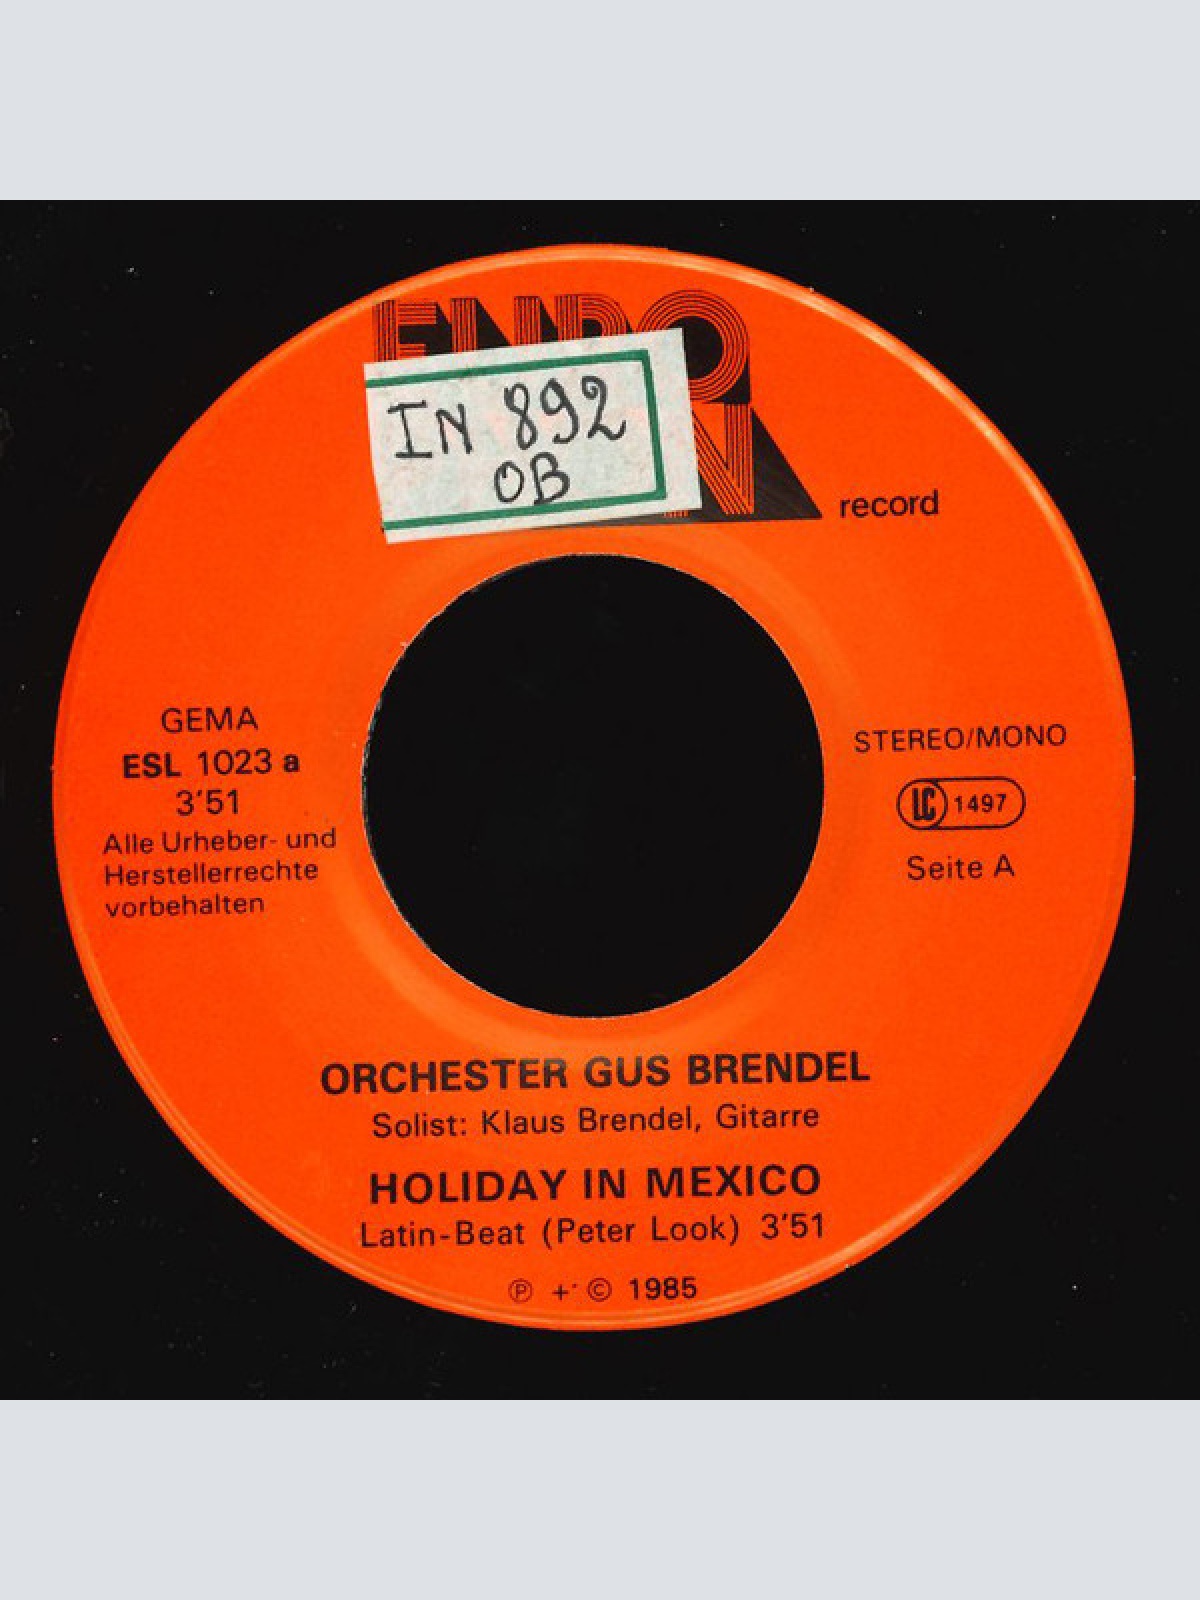 IN 892
OB
record
GEMA
ESL 1023 a
3'51
Alle Urheber- und
Herstellerrechte
vorbehalten
STEREO/MONO
LC 1497
Seite A
ORCHESTER GUS BRENDEL
Solist: Klaus Brendel, Gitarre
HOLIDAY IN MEXICO
Latin-Beat (Peter Look) 3'51
Ⓟ + © 1985